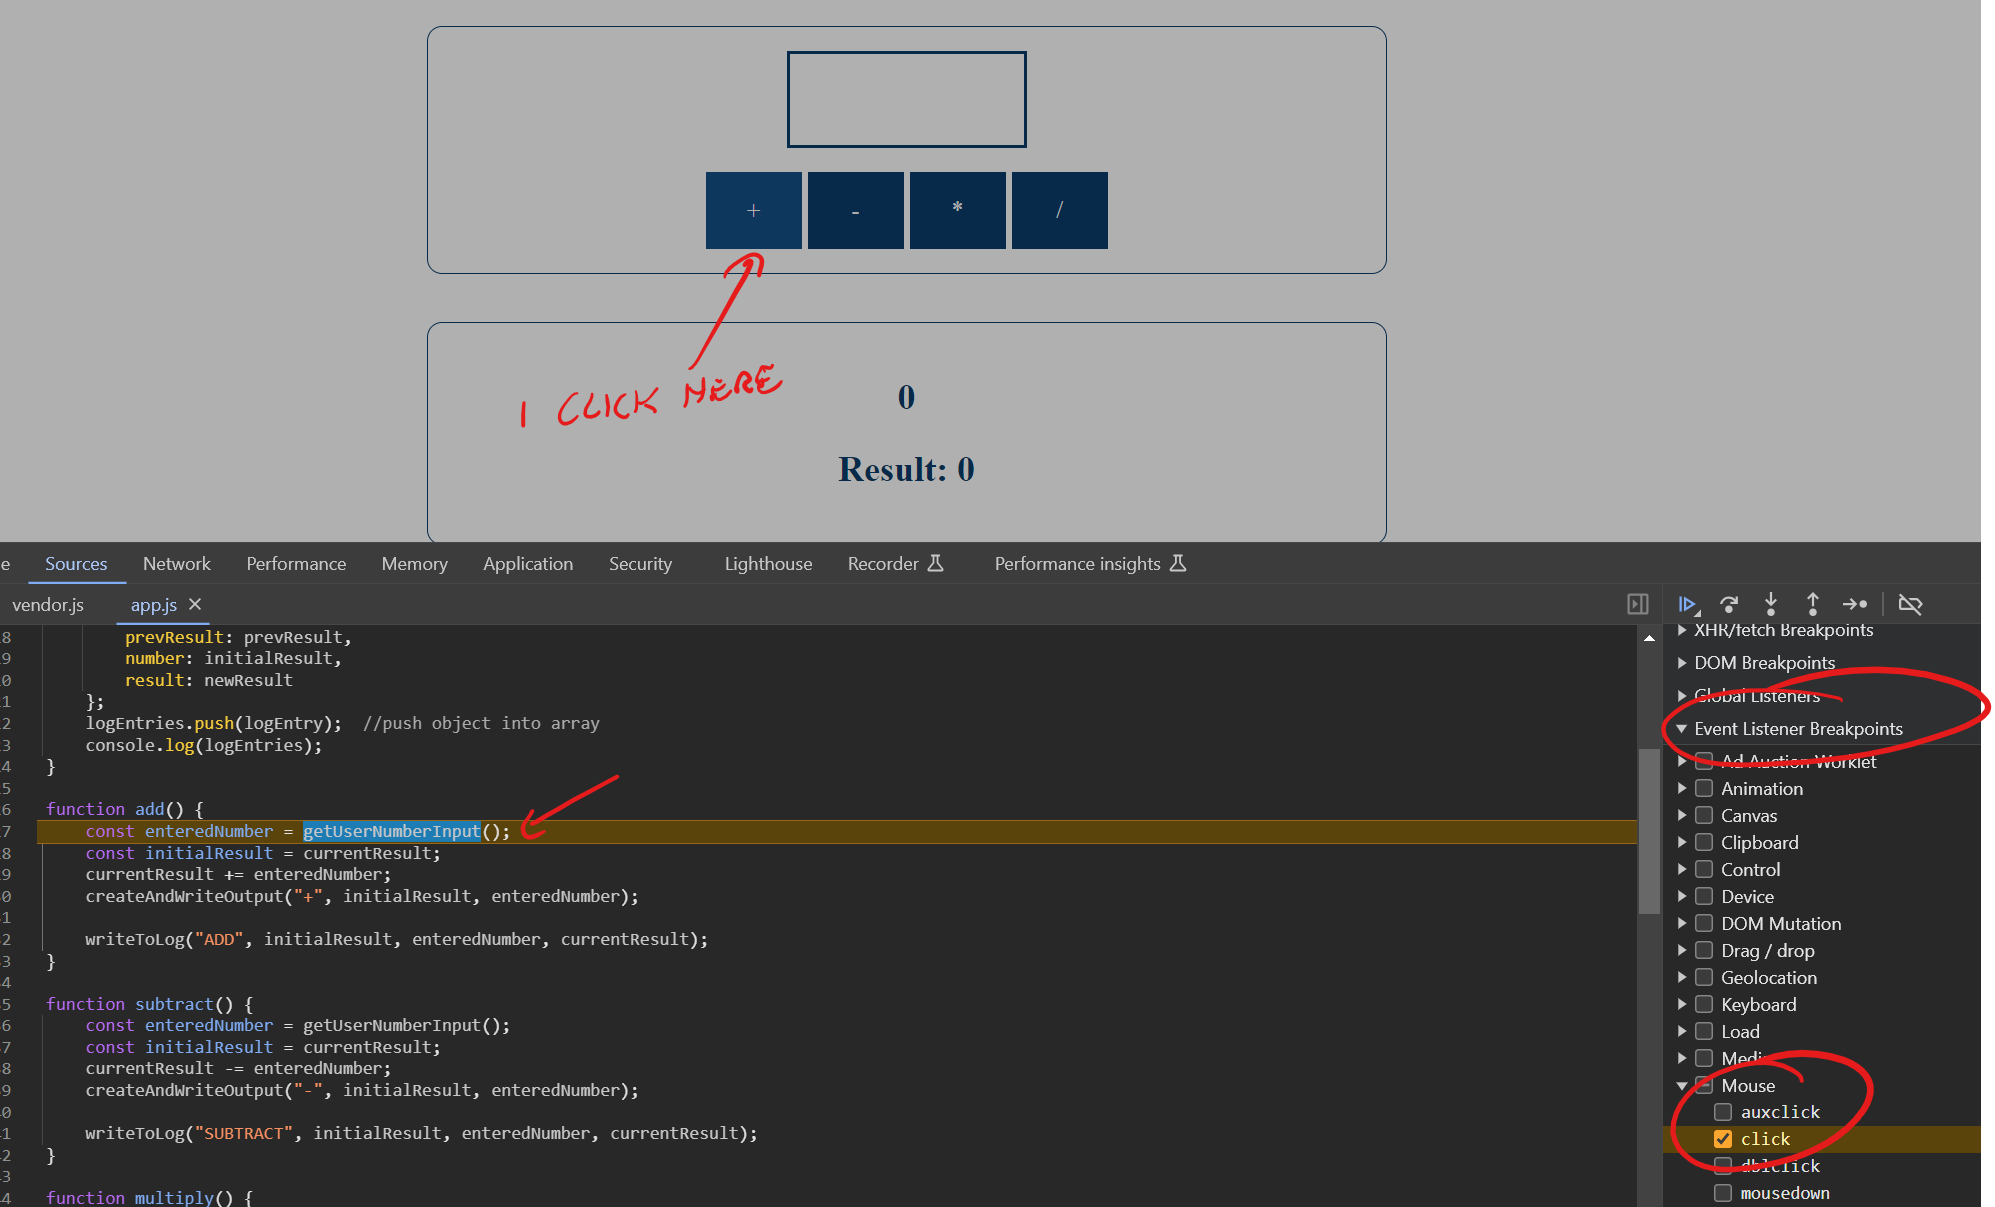 + - * /
I CLICK HERE
0
Result: 0
e Sources Network Performance Memory Application Security Lighthouse Recorder Performance insights
vendor.js app.js ×
8 prevResult: prevResult,
9 number: initialResult,
0 result: newResult
1 };
2 logEntries.push(logEntry);  //push object into array
3 console.log(logEntries);
4 }
5
6 function add() {
7 const enteredNumber = getUserNumberInput();
8 const initialResult = currentResult;
9 currentResult += enteredNumber;
0 createAndWriteOutput("+", initialResult, enteredNumber);
1
2 writeToLog("ADD", initialResult, enteredNumber, currentResult);
3 }
4
5 function subtract() {
6 const enteredNumber = getUserNumberInput();
7 const initialResult = currentResult;
8 currentResult -= enteredNumber;
9 createAndWriteOutput("-", initialResult, enteredNumber);
0
1 writeToLog("SUBTRACT", initialResult, enteredNumber, currentResult);
2 }
3
4 function multiply() {
XHR/fetch Breakpoints
DOM Breakpoints
Global Listeners
Event Listener Breakpoints
Ad Auction Worklet
Animation
Canvas
Clipboard
Control
Device
DOM Mutation
Drag / drop
Geolocation
Keyboard
Load
Media
Mouse
auxclick
click
dblclick
mousedown